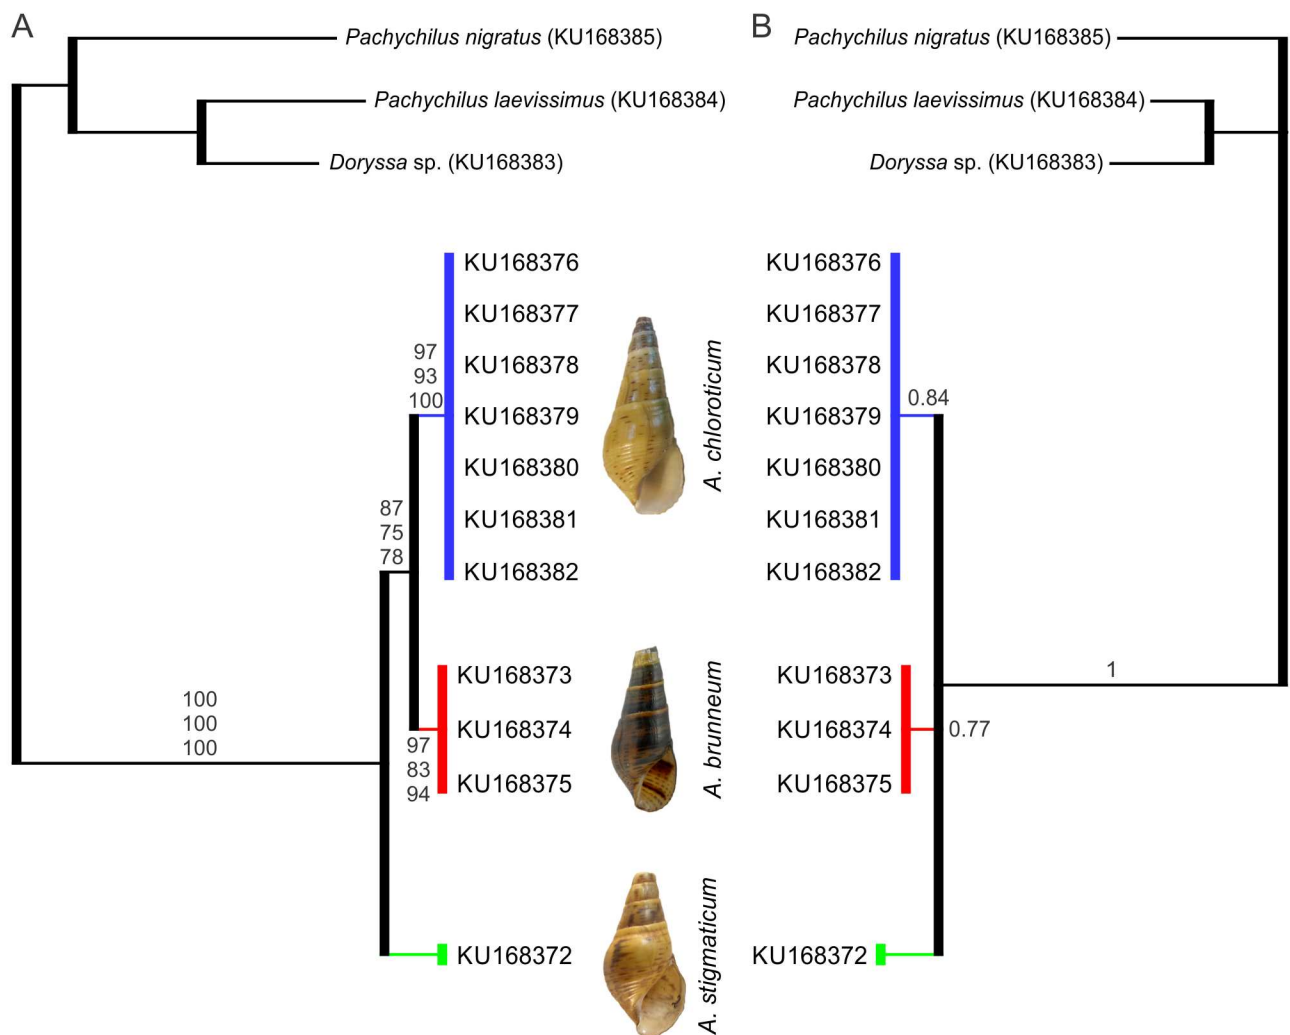 A
Pachychilus nigratus (KU168385)
Pachychilus laevissimus (KU168384)
Doryssa sp. (KU168383)
KU168376
KU168377
KU168378
KU168379
KU168380
KU168381
KU168382
97
93
100
A. chloroticum
87
75
78
KU168373
KU168374
KU168375
97
83
94
A. brunneum
100
100
100
KU168372
A. stigmaticum
B
Pachychilus nigratus (KU168385)
Pachychilus laevissimus (KU168384)
Doryssa sp. (KU168383)
KU168376
KU168377
KU168378
KU168379
KU168380
KU168381
KU168382
0.84
KU168373
KU168374
KU168375
0.77
1
KU168372